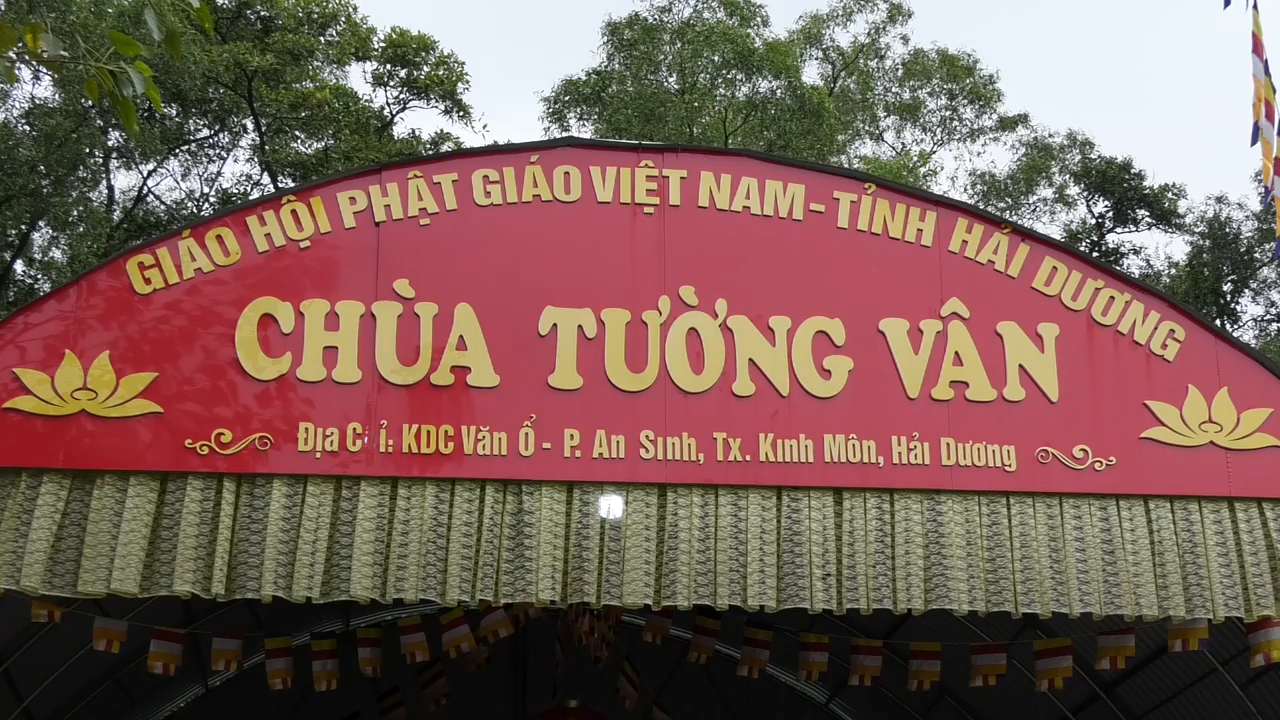 GIÁO HỘI PHẬT GIÁO VIỆT NAM - TỈNH HẢI DƯƠNG
CHÙA TƯỜNG VÂN
Địa C ỉ: KDC Văn Ổ - P. An Sinh, Tx. Kinh Môn, Hải Dương